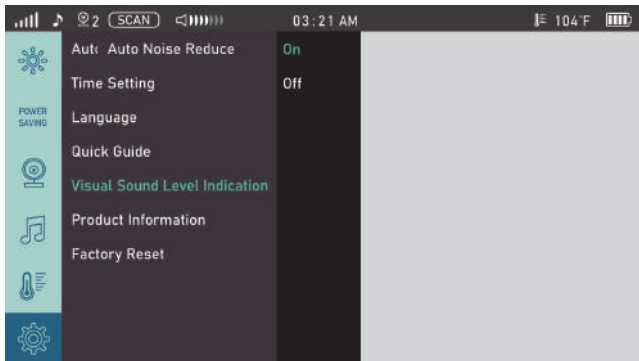 2 SCAN 03:21 AM 104°F
Auto Auto Noise Reduce On
Time Setting Off
POWER SAVING
Language
Quick Guide
Visual Sound Level Indication
Product Information
Factory Reset